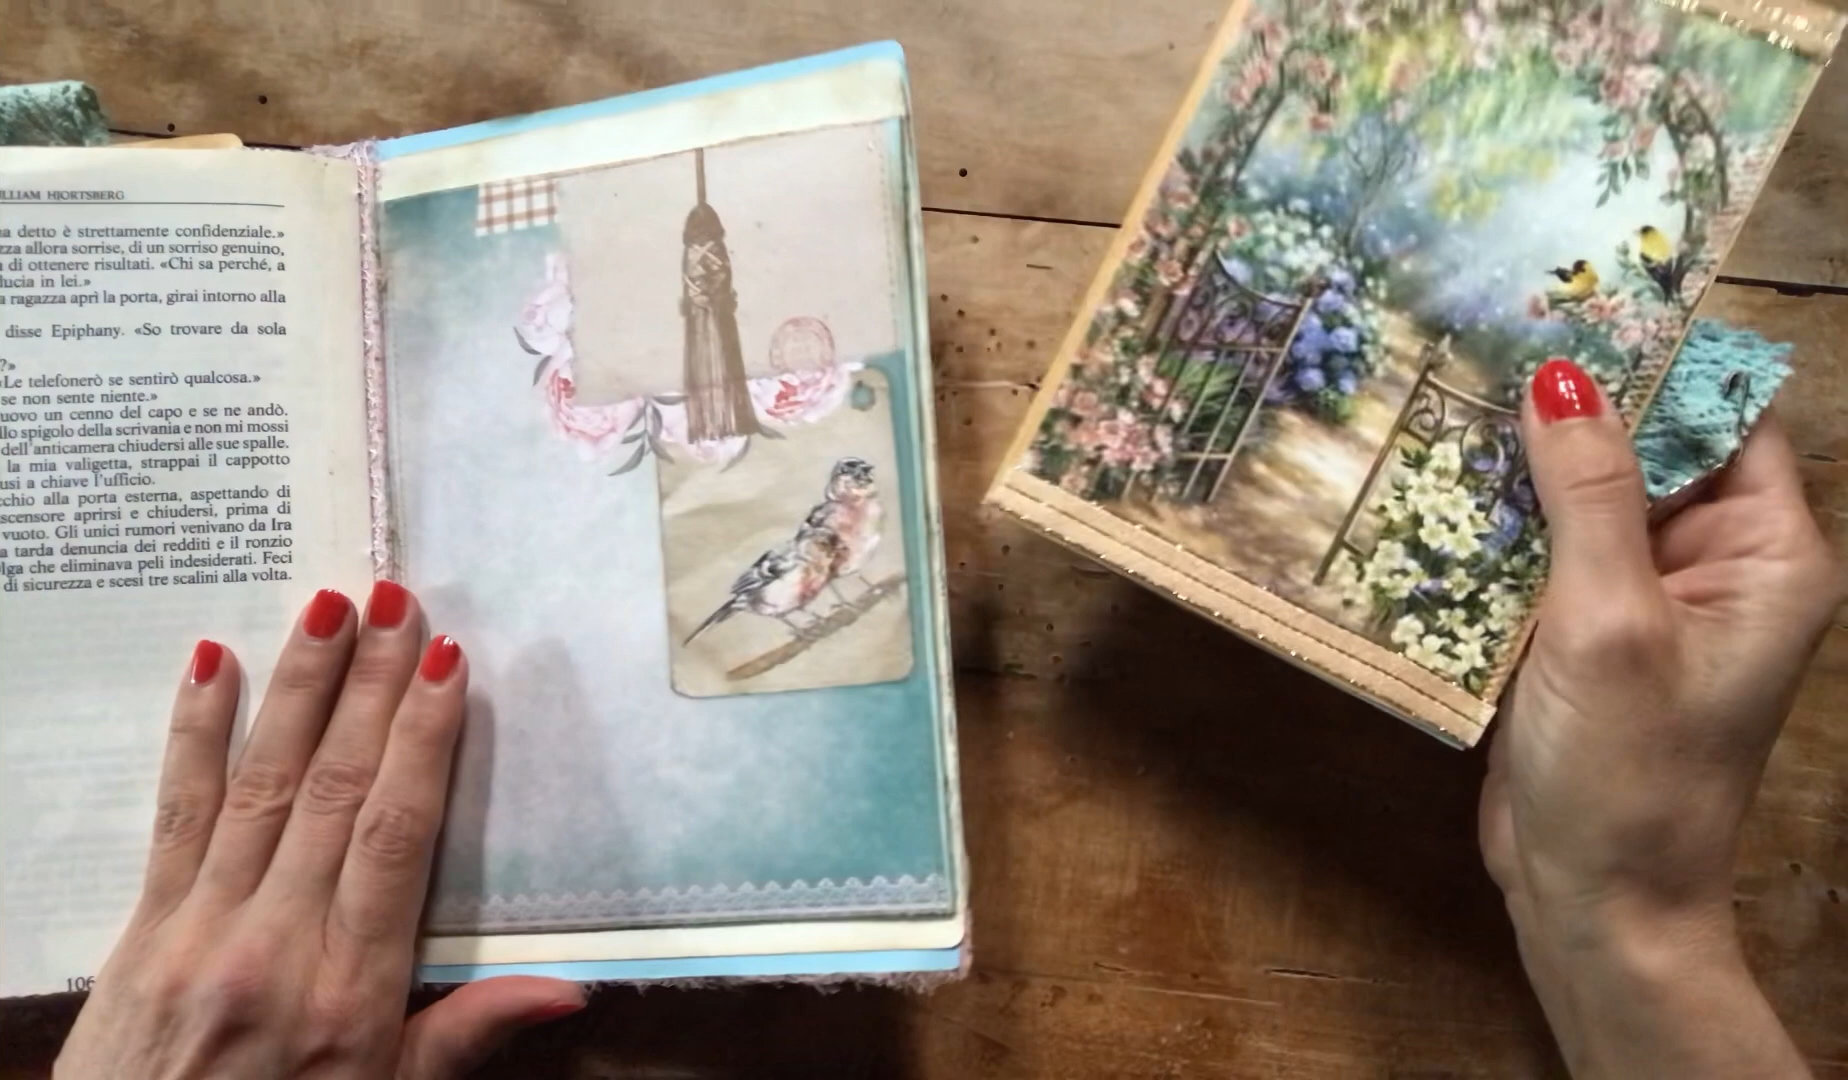 ILLIAM HJORTSBERG
a detto è strettamente confidenziale.»
zza allora sorrise, di un sorriso genuino,
di ottenere risultati. «Chi sa perché, a
lucia in lei.»
a ragazza aprì la porta, girai intorno alla
disse Epiphany. «So trovare da sola
?»
«Le telefonerò se sentirò qualcosa.»
se non sente niente.»
uovo un cenno del capo e se ne andò.
llo spigolo della scrivania e non mi mossi
dell'anticamera chiudersi alle sue spalle.
la mia valigetta, strappai il cappotto
usi a chiave l'ufficio.
cchio alla porta esterna, aspettando di
scensore aprirsi e chiudersi, prima di
vuoto. Gli unici rumori venivano da Ira
a tarda denuncia dei redditi e il ronzio
lga che eliminava peli indesiderati. Feci
di sicurezza e scesi tre scalini alla volta.
106